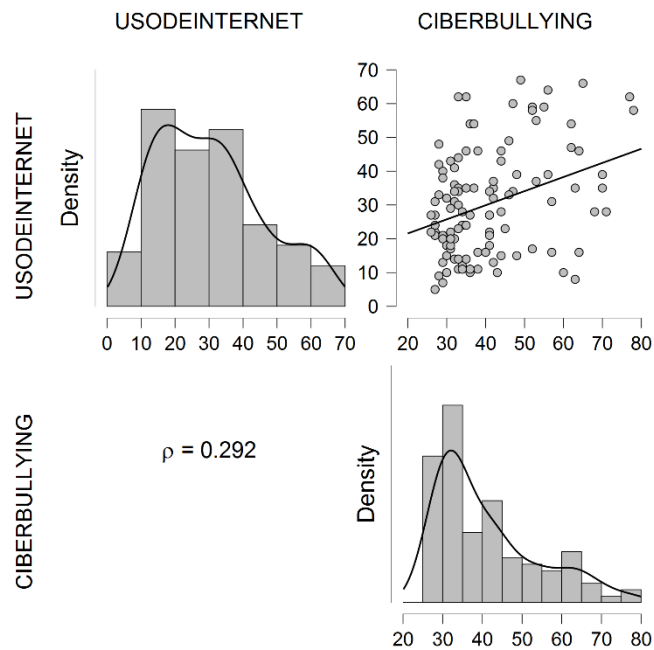 USODEINTERNET CIBERBULLYING
USODEINTERNET
Density
0 10 20 30 40 50 60 70
70
60
50
40
30
20
10
0
20 30 40 50 60 70 80
CIBERBULLYING
ρ = 0.292
Density
20 30 40 50 60 70 80